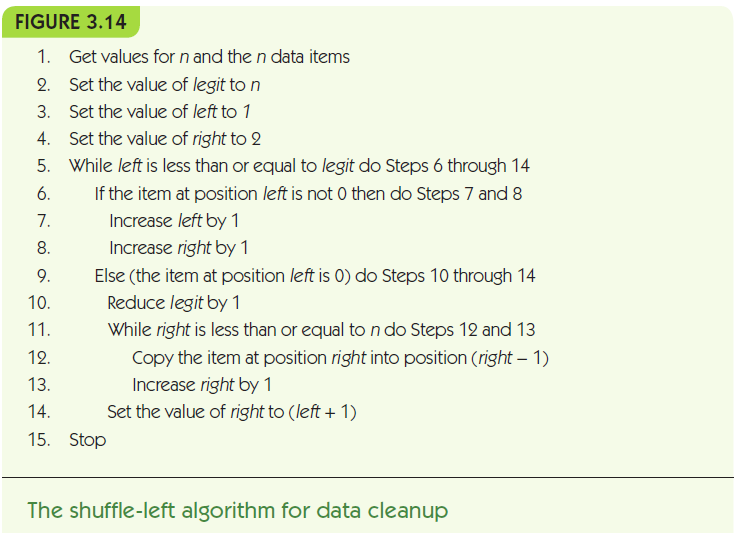 FIGURE 3.14
1. Get values for n and the n data items
2. Set the value of legit to n
3. Set the value of left to 1
4. Set the value of right to 2
5. While left is less than or equal to legit do Steps 6 through 14
6. If the item at position left is not 0 then do Steps 7 and 8
7. Increase left by 1
8. Increase right by 1
9. Else (the item at position left is 0) do Steps 10 through 14
10. Reduce legit by 1
11. While right is less than or equal to n do Steps 12 and 13
12. Copy the item at position right into position (right – 1)
13. Increase right by 1
14. Set the value of right to (left + 1)
15. Stop
The shuffle-left algorithm for data cleanup